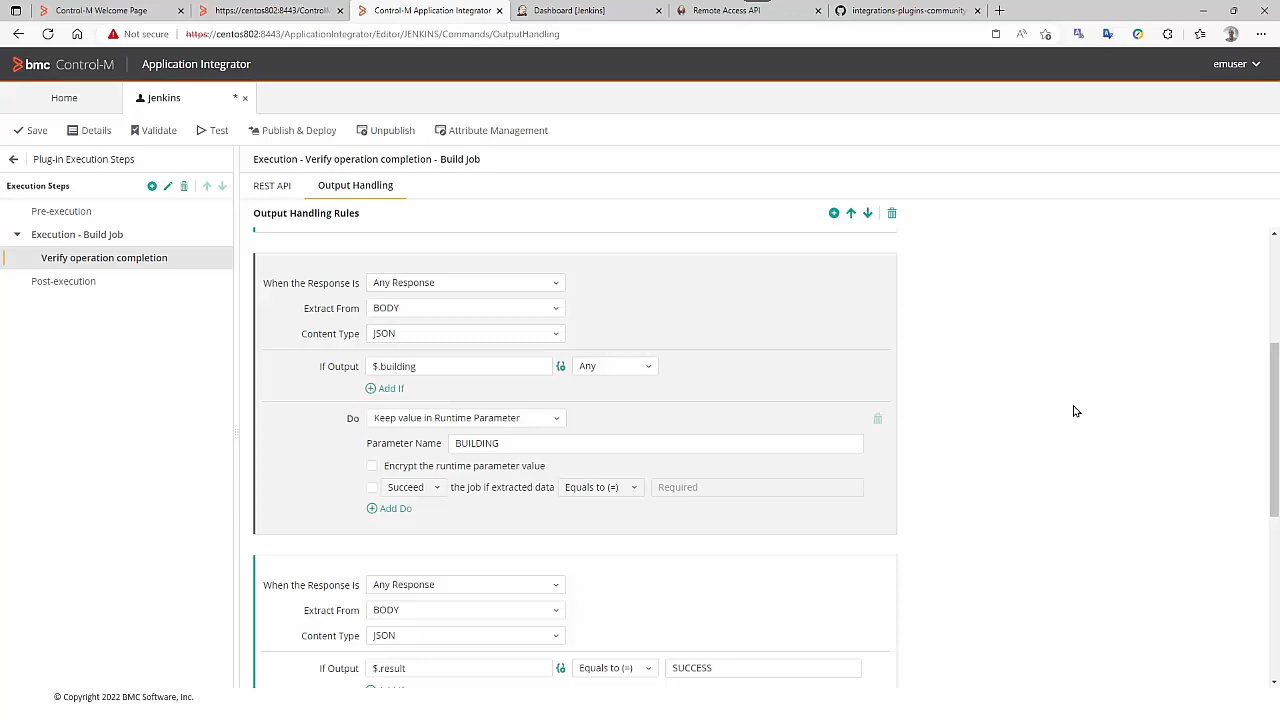 Control-M Welcome Page
https://centos802:8443/ControlM
Control-M Application Integrator
Dashboard [Jenkins]
Remote Access API
integrations-plugins-community
Not secure https://centos802:8443/ApplicationIntegrator/Editor/JENKINS/Commands/OutputHandling
bmc Control-M Application Integrator emuser
Home Jenkins *
Save Details Validate Test Publish & Deploy Unpublish Attribute Management
Plug-in Execution Steps
Execution - Verify operation completion - Build Job
Execution Steps
REST API Output Handling
Pre-execution
Output Handling Rules
Execution - Build Job
Verify operation completion
Post-execution
When the Response Is Any Response
Extract From BODY
Content Type JSON
If Output $.building Any
Add If
Do Keep value in Runtime Parameter
Parameter Name BUILDING
Encrypt the runtime parameter value
Succeed the job if extracted data Equals to (=) Required
Add Do
When the Response Is Any Response
Extract From BODY
Content Type JSON
If Output $.result Equals to (=) SUCCESS
© Copyright 2022 BMC Software, Inc.